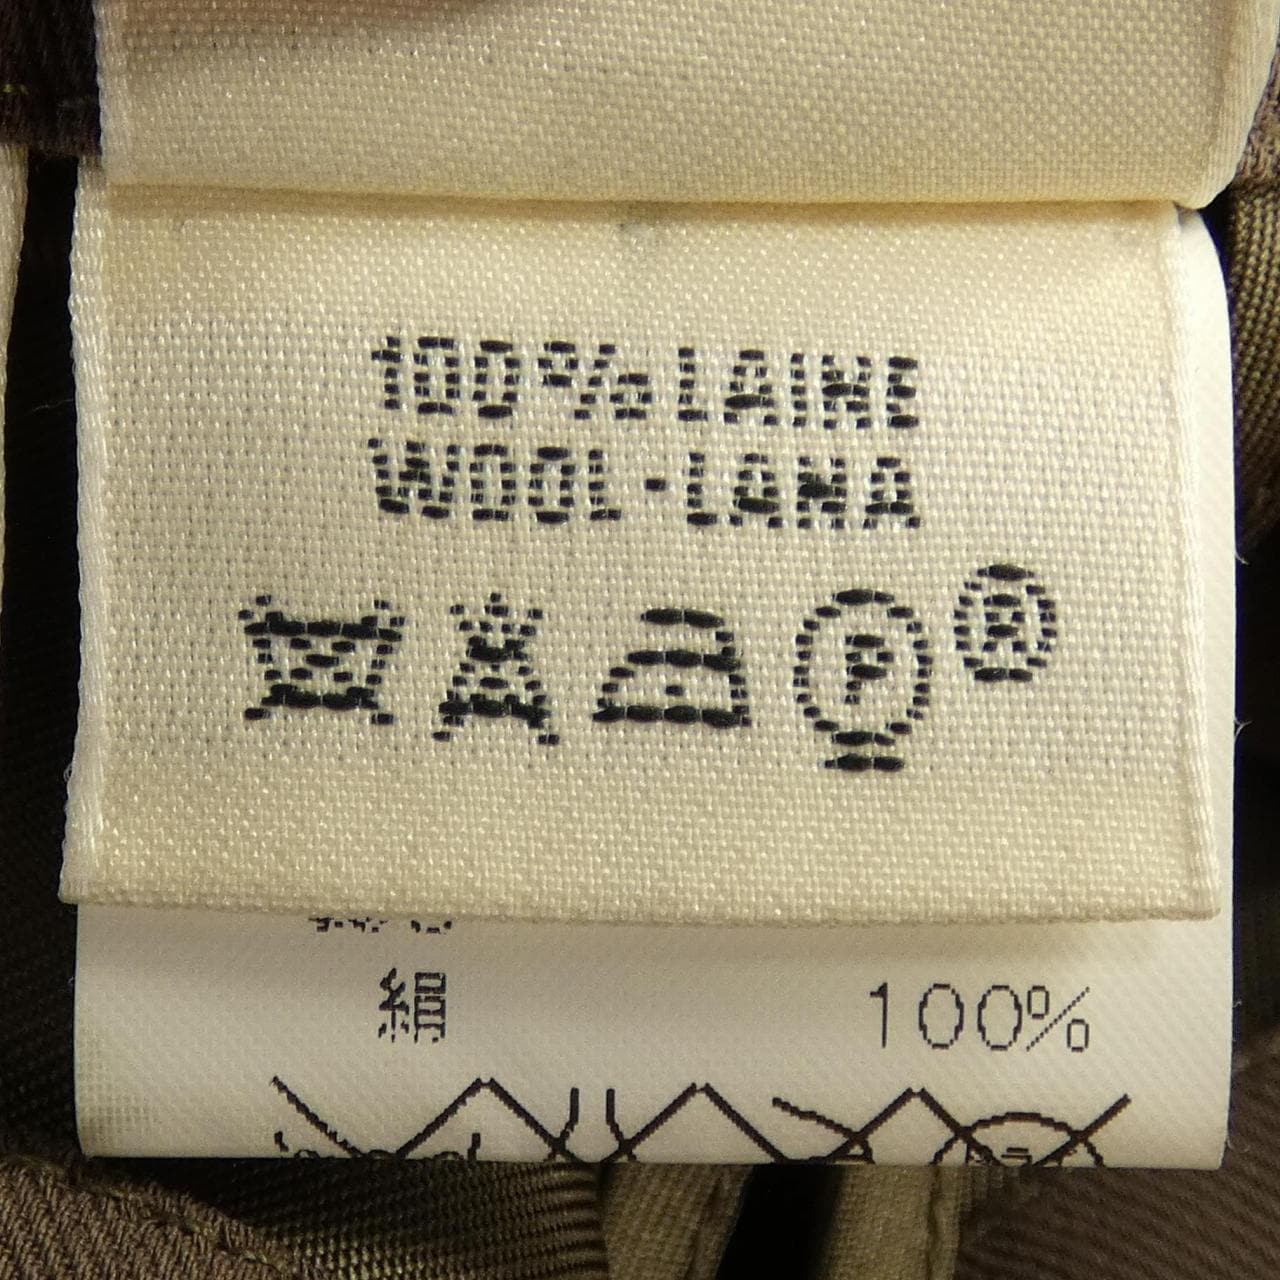 100% LAINE
WOOL-LANA
P ®
絹 100%